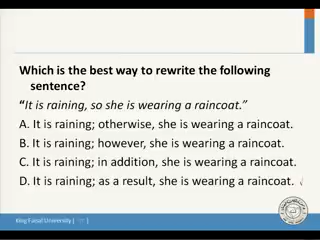 Which is the best way to rewrite the following
sentence?
“It is raining, so she is wearing a raincoat.”
A. It is raining; otherwise, she is wearing a raincoat.
B. It is raining; however, she is wearing a raincoat.
C. It is raining; in addition, she is wearing a raincoat.
D. It is raining; as a result, she is wearing a raincoat.
King Faisal University |